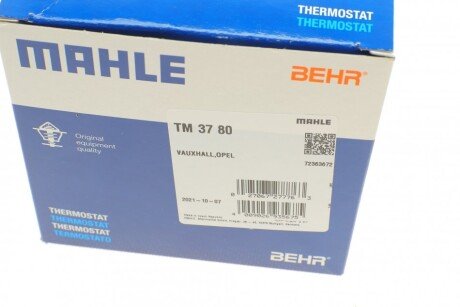 THERMOSTAT
THERMOSTAT
MAHLE
BEHR
TM 37 80
MAHLE
Original
equipment
quality
VAUXHALL,OPEL
72363672
2021-10-07
THERMOSTAT
THERMOSTAT
THERMOSTAT
TERMOSTATO
BEHR